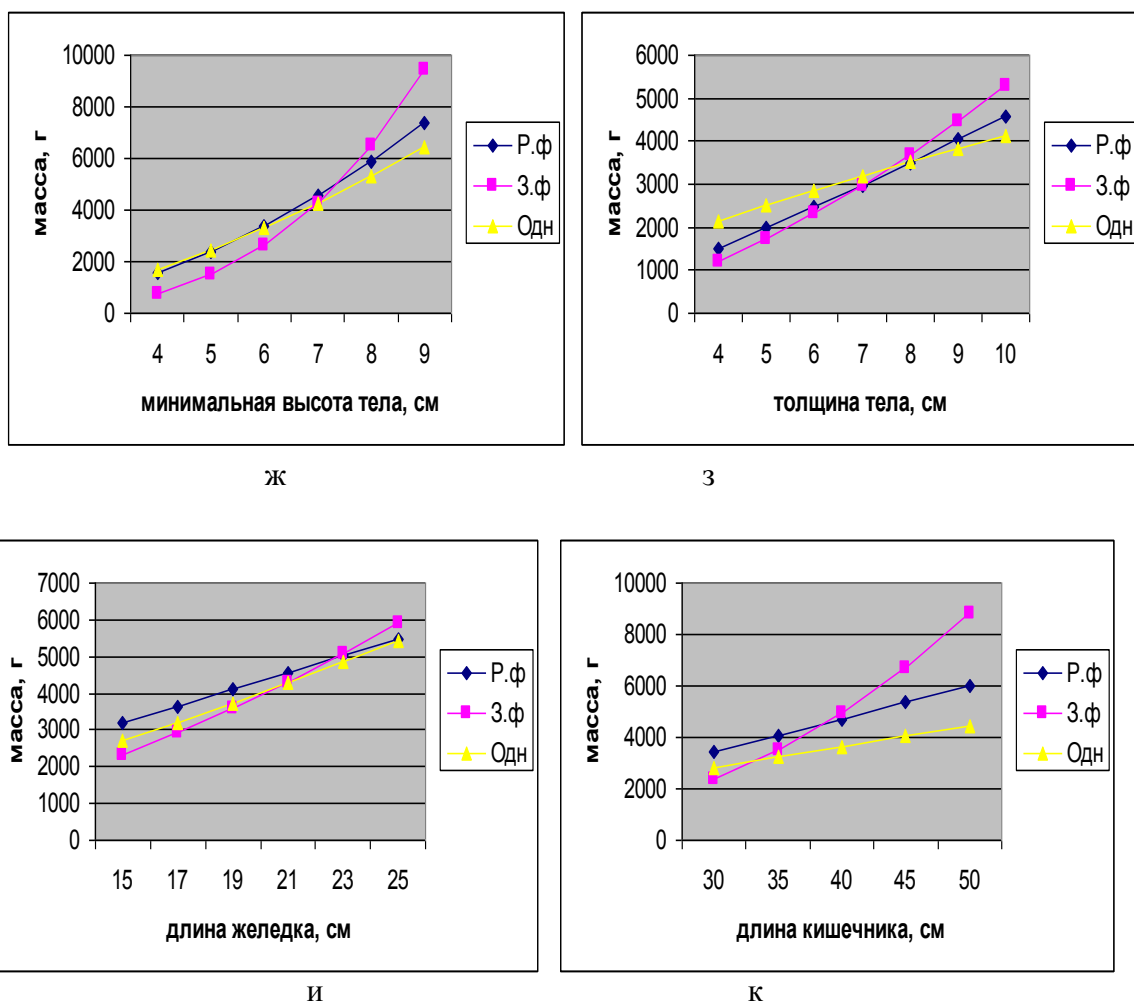 10000
8000
6000
4000
2000
0
масса, г
4 5 6 7 8 9
минимальная высота тела, см
Р.ф
З.ф
Одн
6000
5000
4000
3000
2000
1000
0
масса, г
4 5 6 7 8 9 10
толщина тела, см
Р.ф
З.ф
Одн
ж з
7000
6000
5000
4000
3000
2000
1000
0
масса, г
15 17 19 21 23 25
длина желедка, см
Р.ф
З.ф
Одн
10000
8000
6000
4000
2000
0
масса, г
30 35 40 45 50
длина кишечника, см
Р.ф
З.ф
Одн
и к